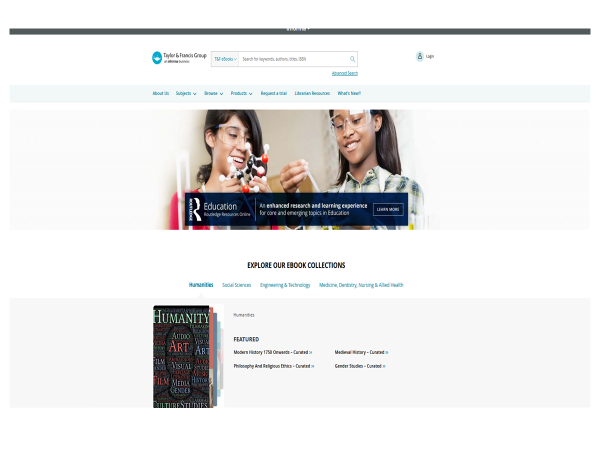 Taylor & Francis Group
an informa business
T&F eBooks
Search for keywords, authors, titles, ISBN
Login
Advanced Search
About Us Subjects Browse Products Request a trial Librarian Resources What's New!!
ROUTLEDGE
Education
Routledge Resources Online
An enhanced research and learning experience
for core and emerging topics in Education
LEARN MORE
EXPLORE OUR EBOOK COLLECTIONS
Humanities Social Sciences Engineering & Technology Medicine, Dentistry, Nursing & Allied Health
HUMANITY
AUDIO
ART
VISUAL
FILM
MEDIA
GENDER
HISTORY
CULTURE STUDIES
Humanities
FEATURED
Modern History 1750 Onwards – Curated »
Medieval History – Curated »
Philosophy And Religious Ethics – Curated »
Gender Studies – Curated »